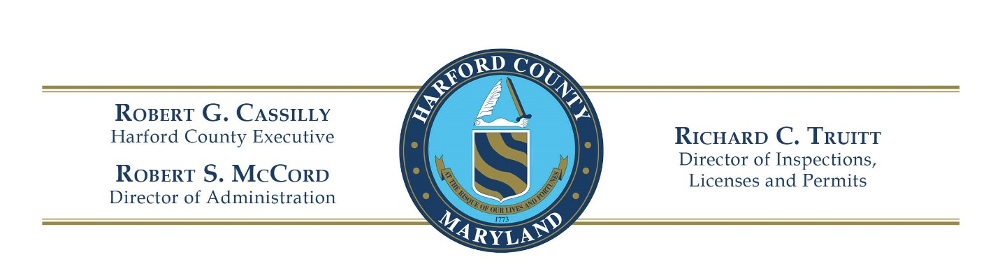 ROBERT G. CASSILLY
Harford County Executive
ROBERT S. MCCORD
Director of Administration
HARFORD COUNTY
AT THE RISQUE OF OUR LIVES AND FORTUNES
1773
MARYLAND
RICHARD C. TRUITT
Director of Inspections,
Licenses and Permits